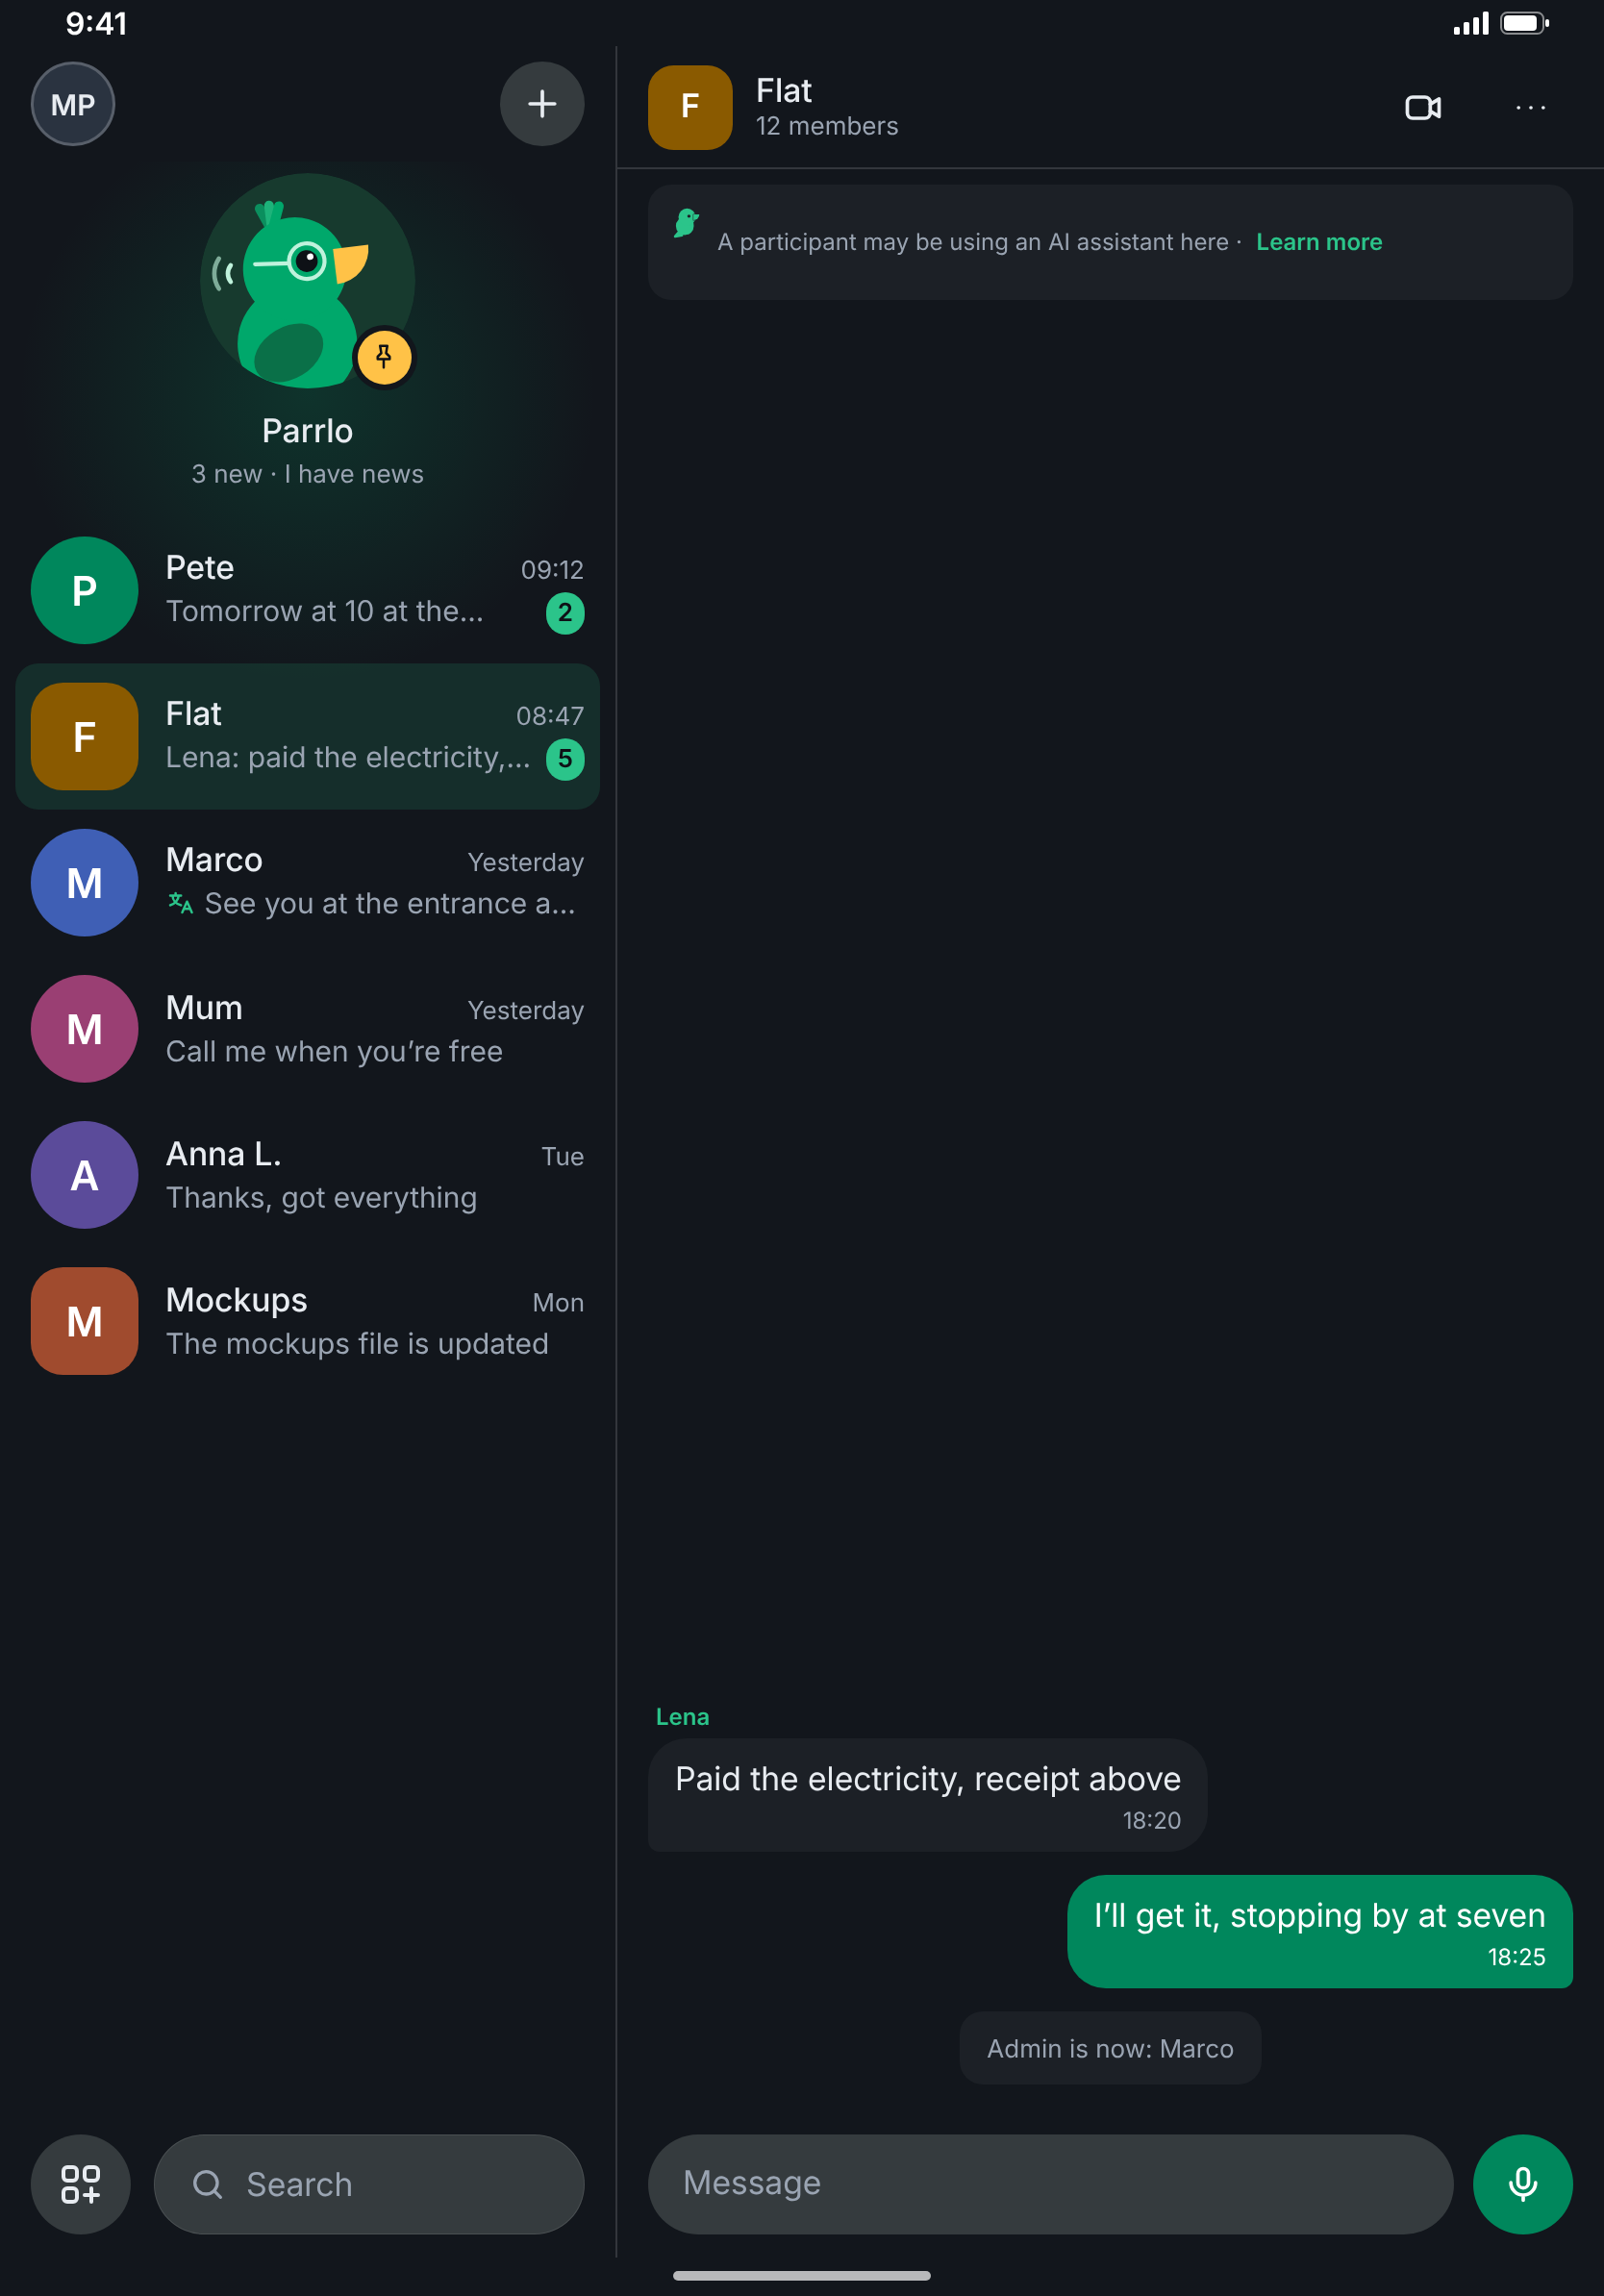 9:41
MP
Parrlo
3 new · I have news
P
Pete
09:12
Tomorrow at 10 at the...
2
F
Flat
08:47
Lena: paid the electricity,...
5
M
Marco
Yesterday
See you at the entrance a...
M
Mum
Yesterday
Call me when you’re free
A
Anna L.
Tue
Thanks, got everything
M
Mockups
Mon
The mockups file is updated
Search
F
Flat
12 members
A participant may be using an AI assistant here · Learn more
Lena
Paid the electricity, receipt above
18:20
I’ll get it, stopping by at seven
18:25
Admin is now: Marco
Message